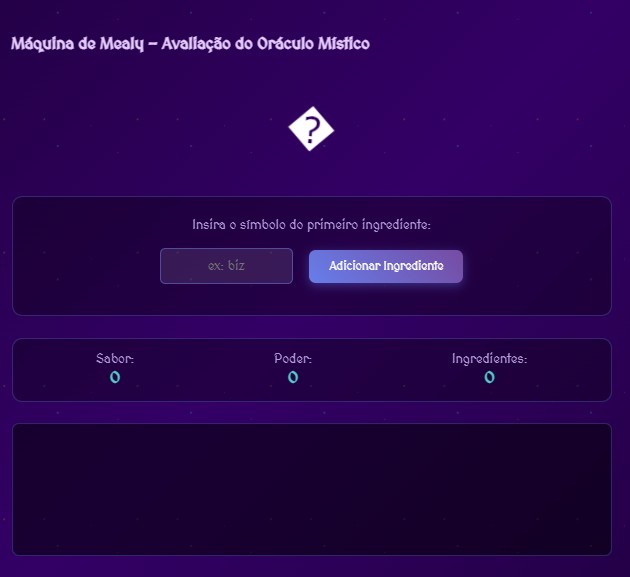 Máquina de Mealy – Avaliação do Oráculo Místico
�
Insira o símbolo do primeiro ingrediente:
ex: biz
Adicionar Ingrediente
Sabor: Poder: Ingredientes:
0 0 0